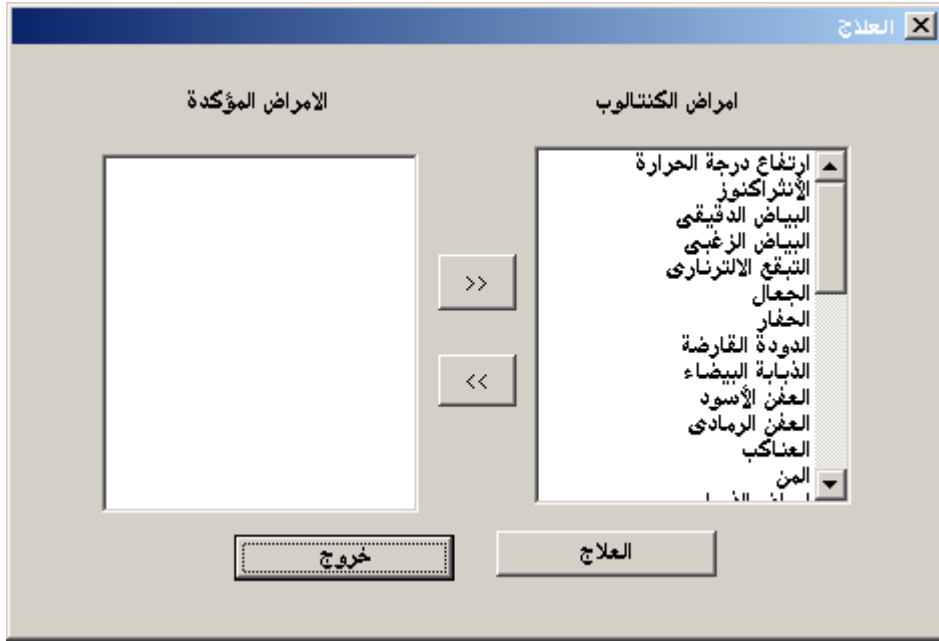 العلاج
امراض الكنتالوب
الامراض المؤكدة
ارتفاع درجة الحرارة
الأنثراكنوز
البياض الدقيقى
البياض الزغبى
التبقع الالترنارى
الجعال
الحفار
الدودة القارضة
الذبابة البيضاء
العفن الأسود
العفن الرمادى
العناكب
المن
>>
<<
العلاج
خروج